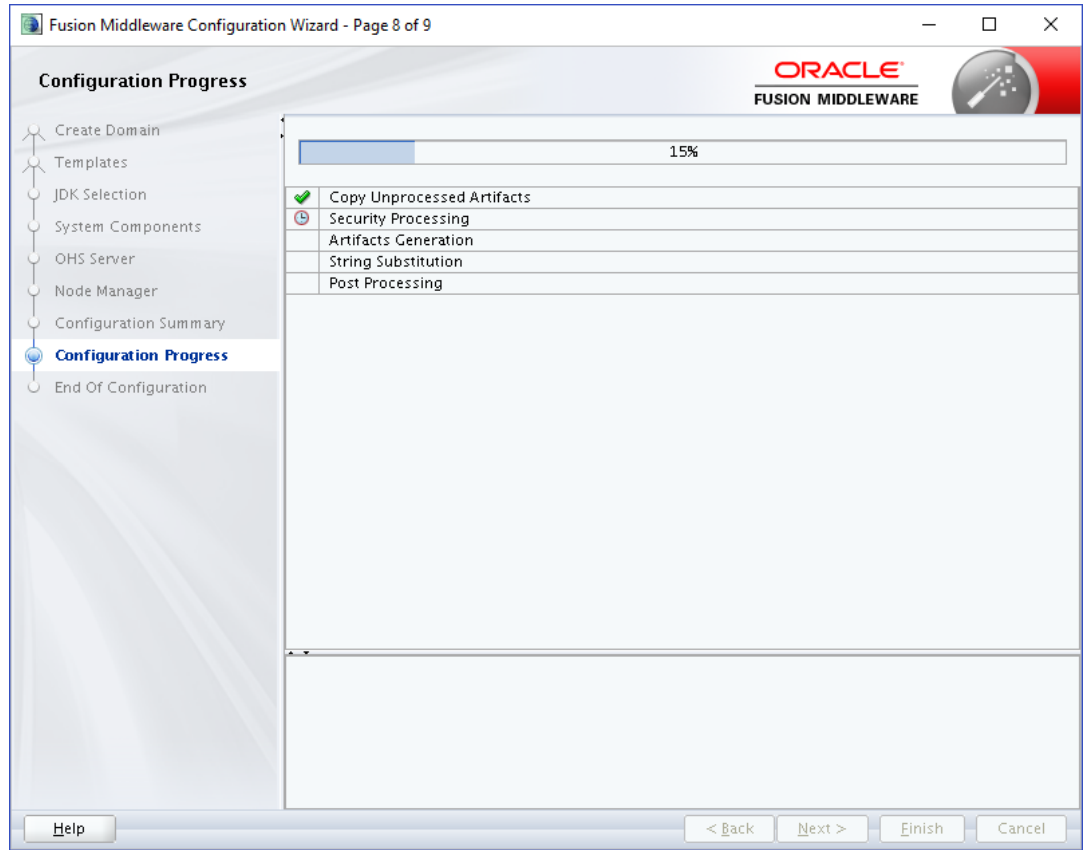 Fusion Middleware Configuration Wizard - Page 8 of 9
Configuration Progress
ORACLE
FUSION MIDDLEWARE
Create Domain
Templates
JDK Selection
System Components
OHS Server
Node Manager
Configuration Summary
Configuration Progress
End Of Configuration
15%
Copy Unprocessed Artifacts
Security Processing
Artifacts Generation
String Substitution
Post Processing
Help
< Back
Next >
Finish
Cancel